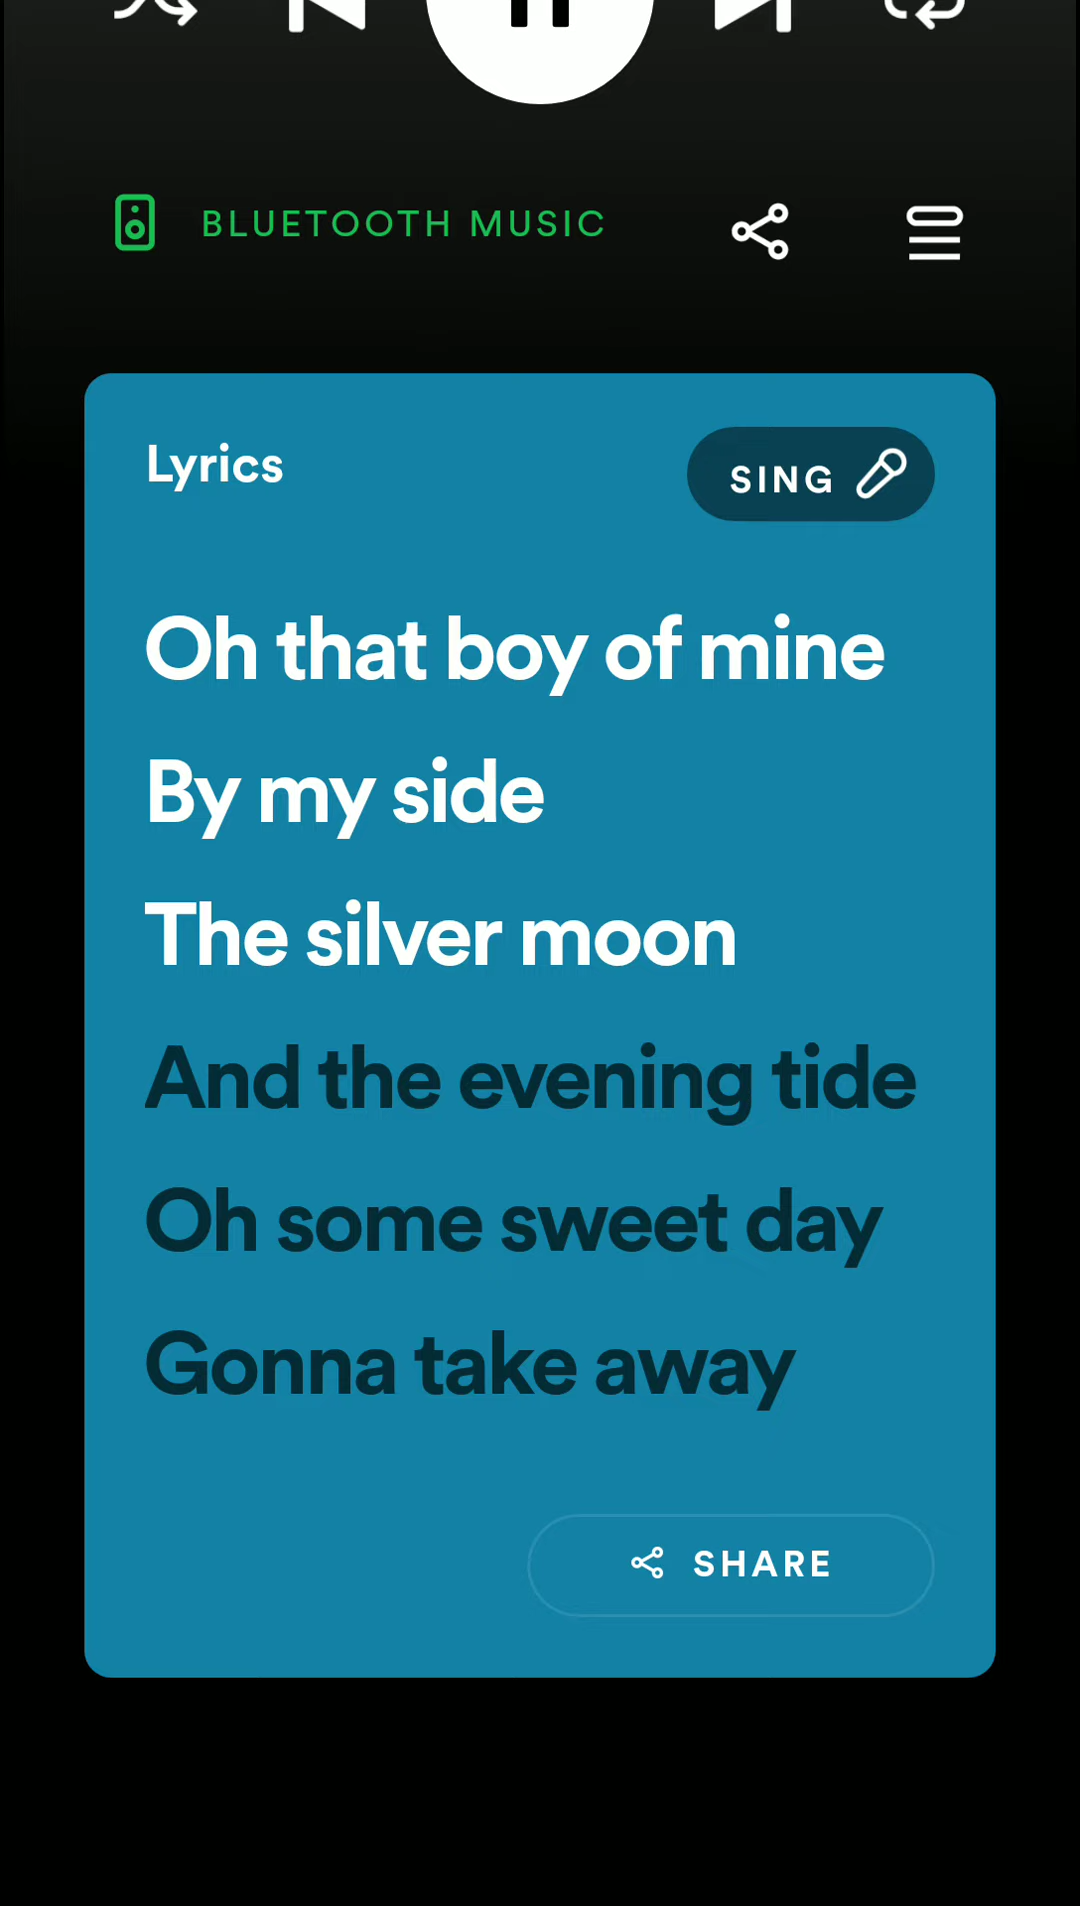 BLUETOOTH MUSIC
Lyrics
SING
Oh that boy of mine
By my side
The silver moon
And the evening tide
Oh some sweet day
Gonna take away
SHARE